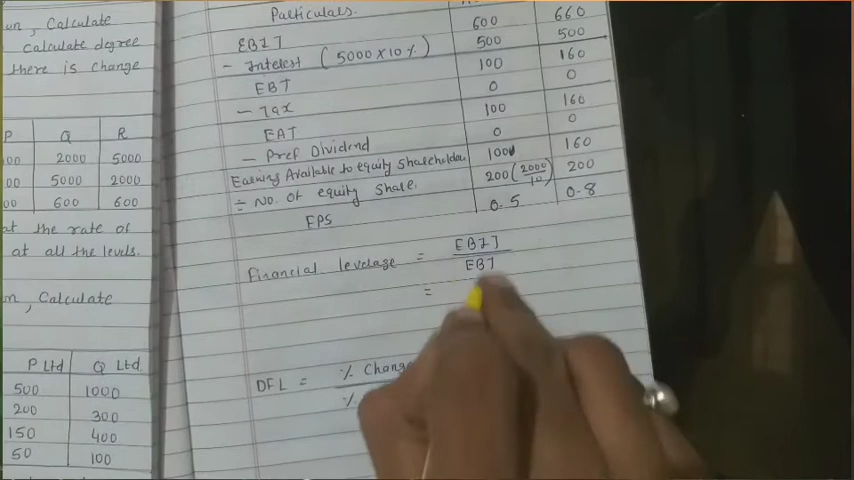 un, Calculate
calculate degree
there is change
P Q R
00 2000 5000
00 5000 2000
00 600 600
at the rate of
at all the levels.
n, Calculate
P Ltd Q Ltd
500 1000
200 300
150 400
50 100
Particulars.
EBIT 600 660
- Interest (5000×10%) 500 500
EBT 100 160
- Tax 0 0
EAT 100 160
- Pref Dividend 0 0
Earning Available to equity shareholder 100 160
÷ No. of equity share. 200 (2000/10) 200
EPS 0.5 0.8
Financial leverage = EBIT
EBT
=
DFL = % Change
%